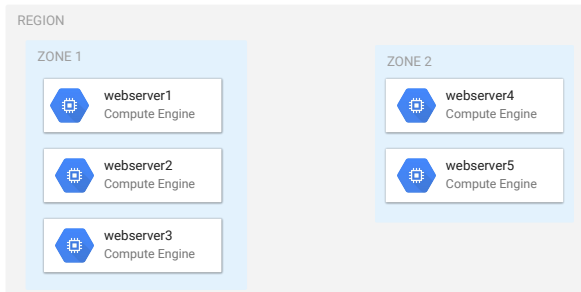 REGION
ZONE 1
webserver1
Compute Engine
webserver2
Compute Engine
webserver3
Compute Engine
ZONE 2
webserver4
Compute Engine
webserver5
Compute Engine